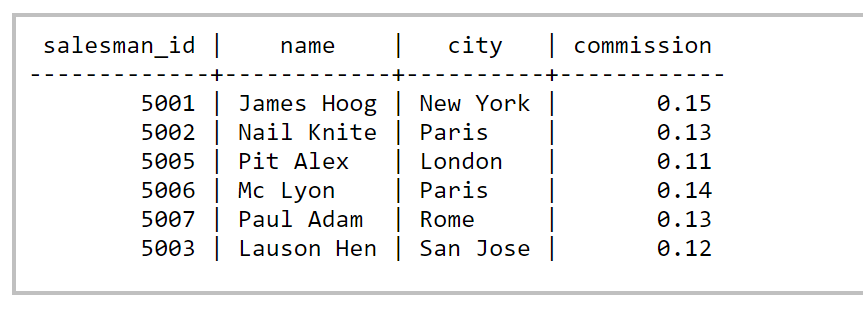 salesman_id |    name    |   city   | commission
-------------+------------+----------+------------
        5001 | James Hoog | New York |       0.15
        5002 | Nail Knite | Paris    |       0.13
        5005 | Pit Alex   | London   |       0.11
        5006 | Mc Lyon    | Paris    |       0.14
        5007 | Paul Adam  | Rome     |       0.13
        5003 | Lauson Hen | San Jose |       0.12